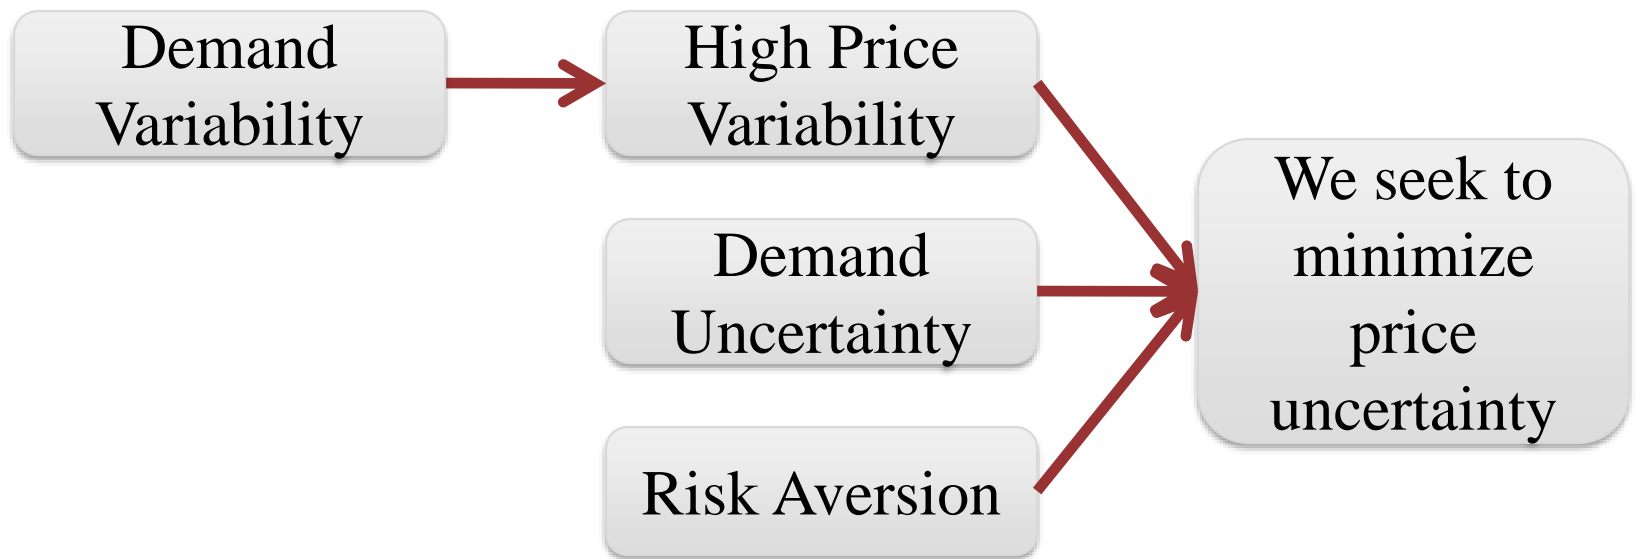 Demand
Variability
High Price
Variability
Demand
Uncertainty
Risk Aversion
We seek to
minimize
price
uncertainty